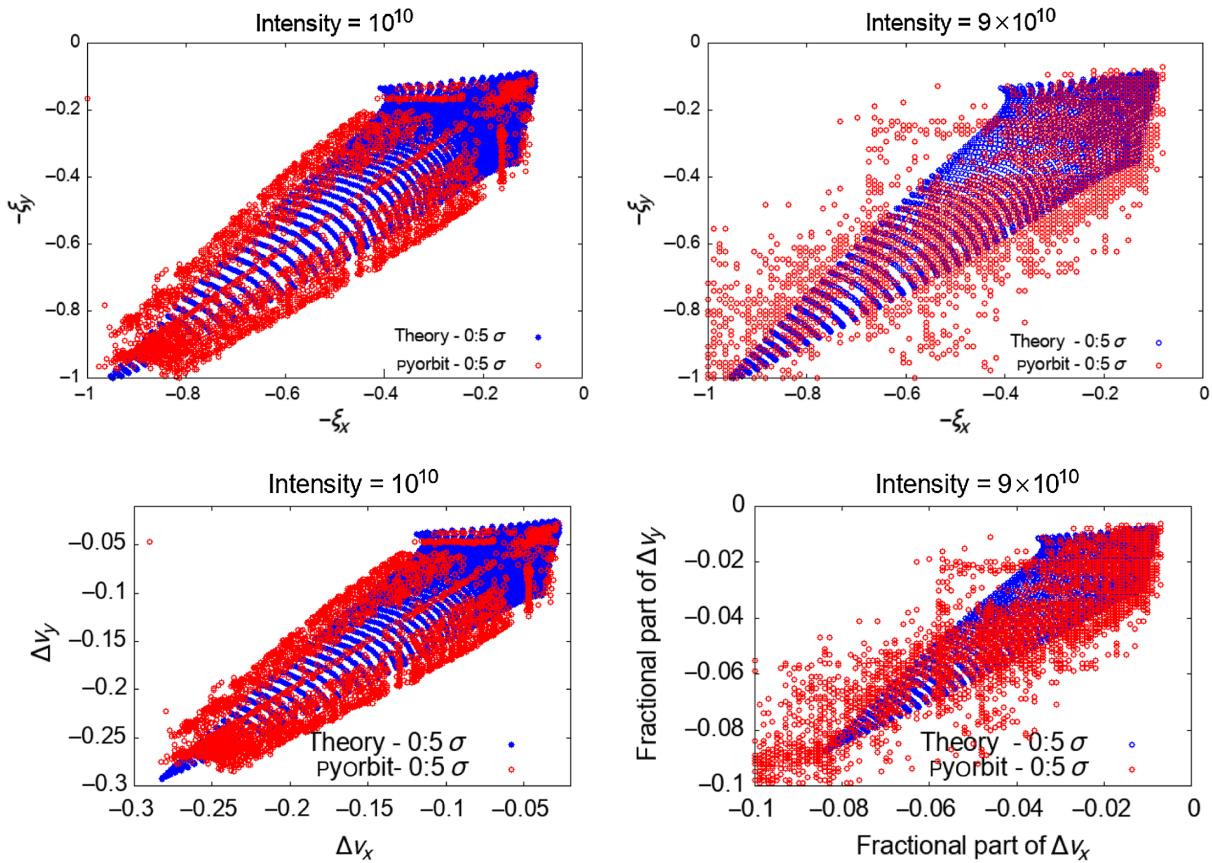 Intensity = 10¹⁰
0
−0.2
−0.4
−0.6
−0.8
−1
−ξy
Theory - 0:5 σ
PyOrbit - 0:5 σ
−1 −0.8 −0.6 −0.4 −0.2 0
−ξx
Intensity = 9×10¹⁰
0
−0.2
−0.4
−0.6
−0.8
−1
−ξy
Theory - 0:5 σ
PyOrbit - 0:5 σ
−1 −0.8 −0.6 −0.4 −0.2 0
−ξx
Intensity = 10¹⁰
−0.05
−0.1
−0.15
−0.2
−0.25
−0.3
Δνy
Theory - 0:5 σ
PyOrbit- 0:5 σ
−0.3 −0.25 −0.2 −0.15 −0.1 −0.05
Δνx
Intensity = 9×10¹⁰
0
−0.02
−0.04
−0.06
−0.08
−0.1
Fractional part of Δνy
Theory - 0:5 σ
PyOrbit - 0:5 σ
−0.1 −0.08 −0.06 −0.04 −0.02 0
Fractional part of Δνx